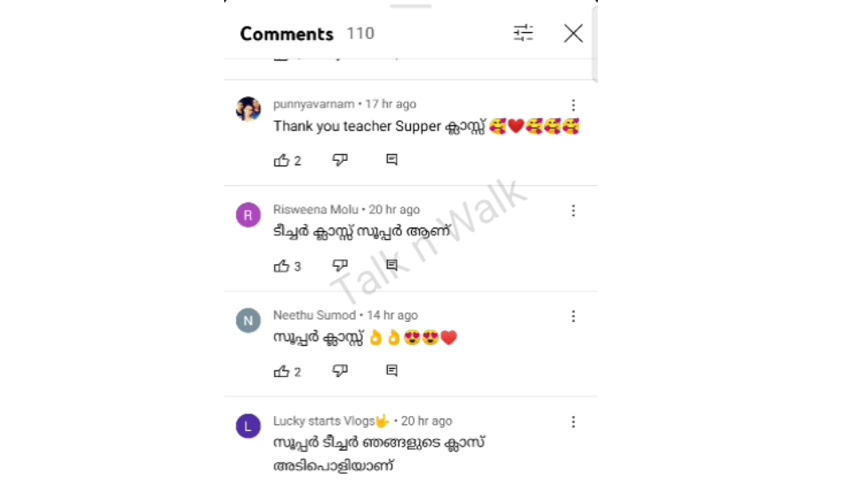 Comments 110
punnyavarnam • 17 hr ago
Thank you teacher Supper ക്ലാസ്സ് 🥰❤️🥰🥰🥰
2
Risweena Molu • 20 hr ago
ടീച്ചർ ക്ലാസ്സ് സൂപ്പർ ആണ്
3
Neethu Sumod • 14 hr ago
സൂപ്പർ ക്ലാസ്സ് 👌👌😍😍❤️
2
Lucky starts Vlogs🤟 • 20 hr ago
സൂപ്പർ ടീച്ചർ ഞങ്ങളുടെ ക്ലാസ്
അടിപൊളിയാണ്
Talk n Walk
R
N
L